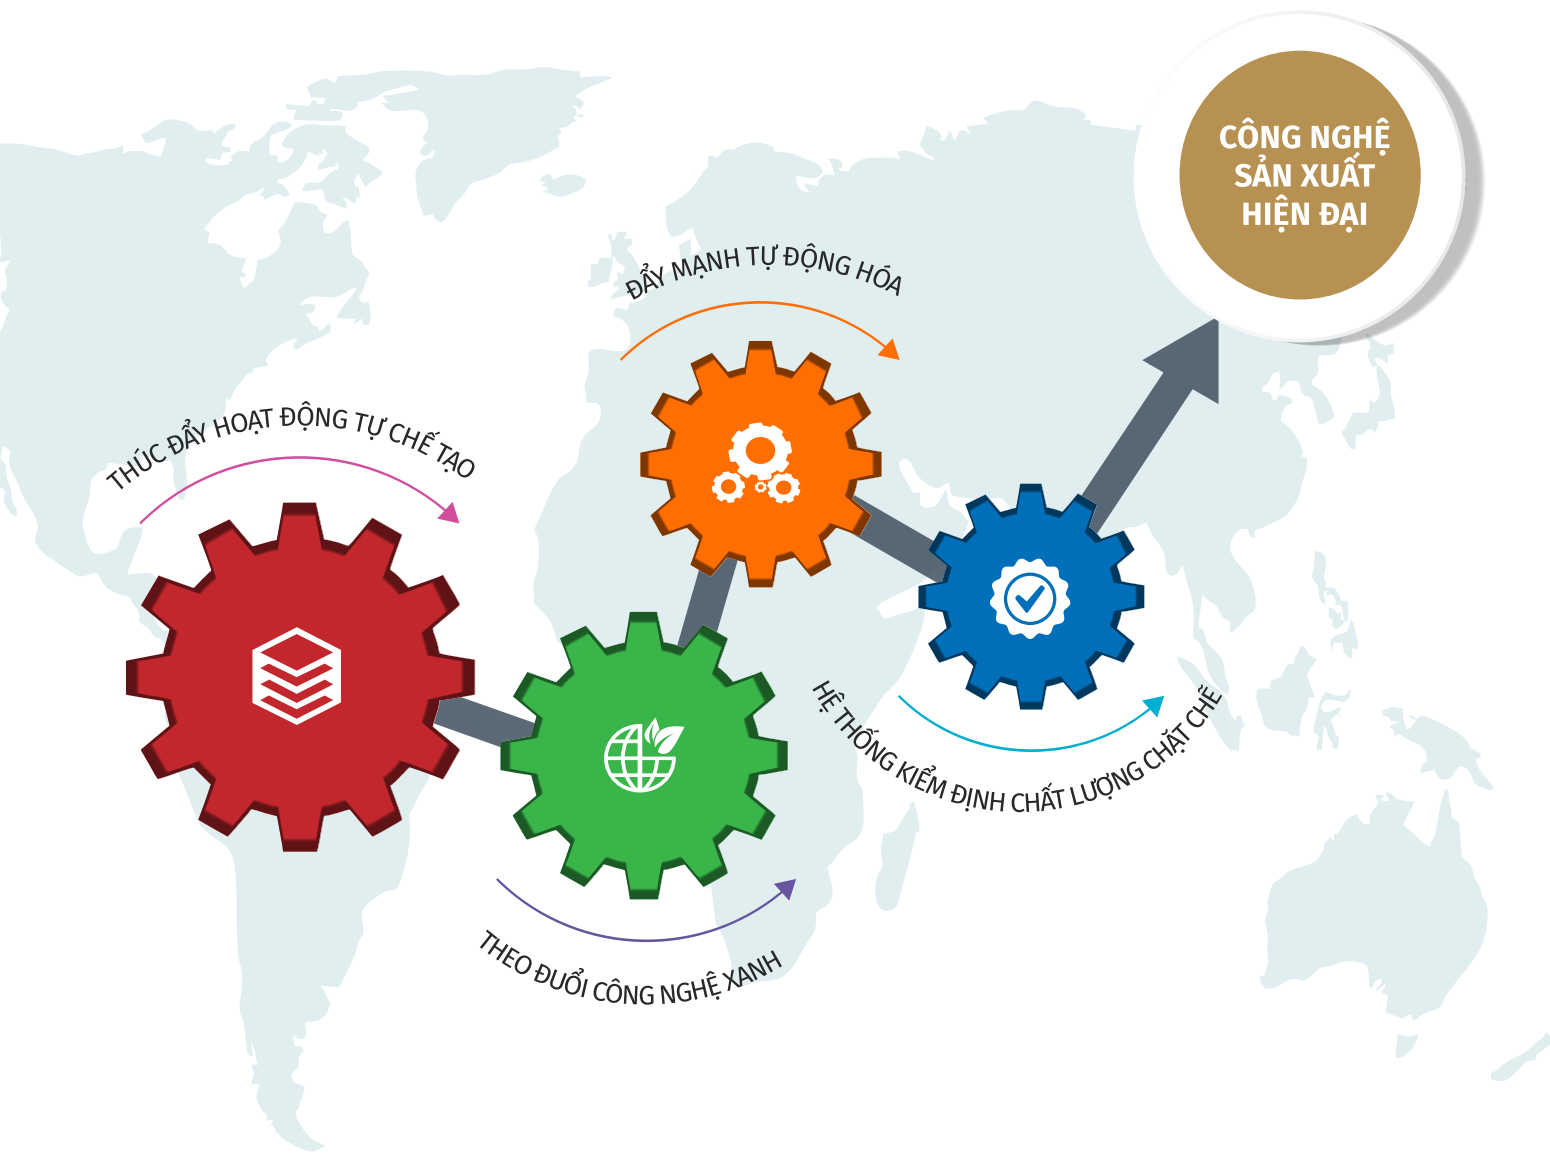 CÔNG NGHỆ
SẢN XUẤT
HIỆN ĐẠI
ĐẨY MẠNH TỰ ĐỘNG HÓA
THÚC ĐẨY HOẠT ĐỘNG TỰ CHẾ TẠO
HỆ THỐNG KIỂM ĐỊNH CHẤT LƯỢNG CHẶT CHẼ
THEO ĐUỔI CÔNG NGHỆ XANH